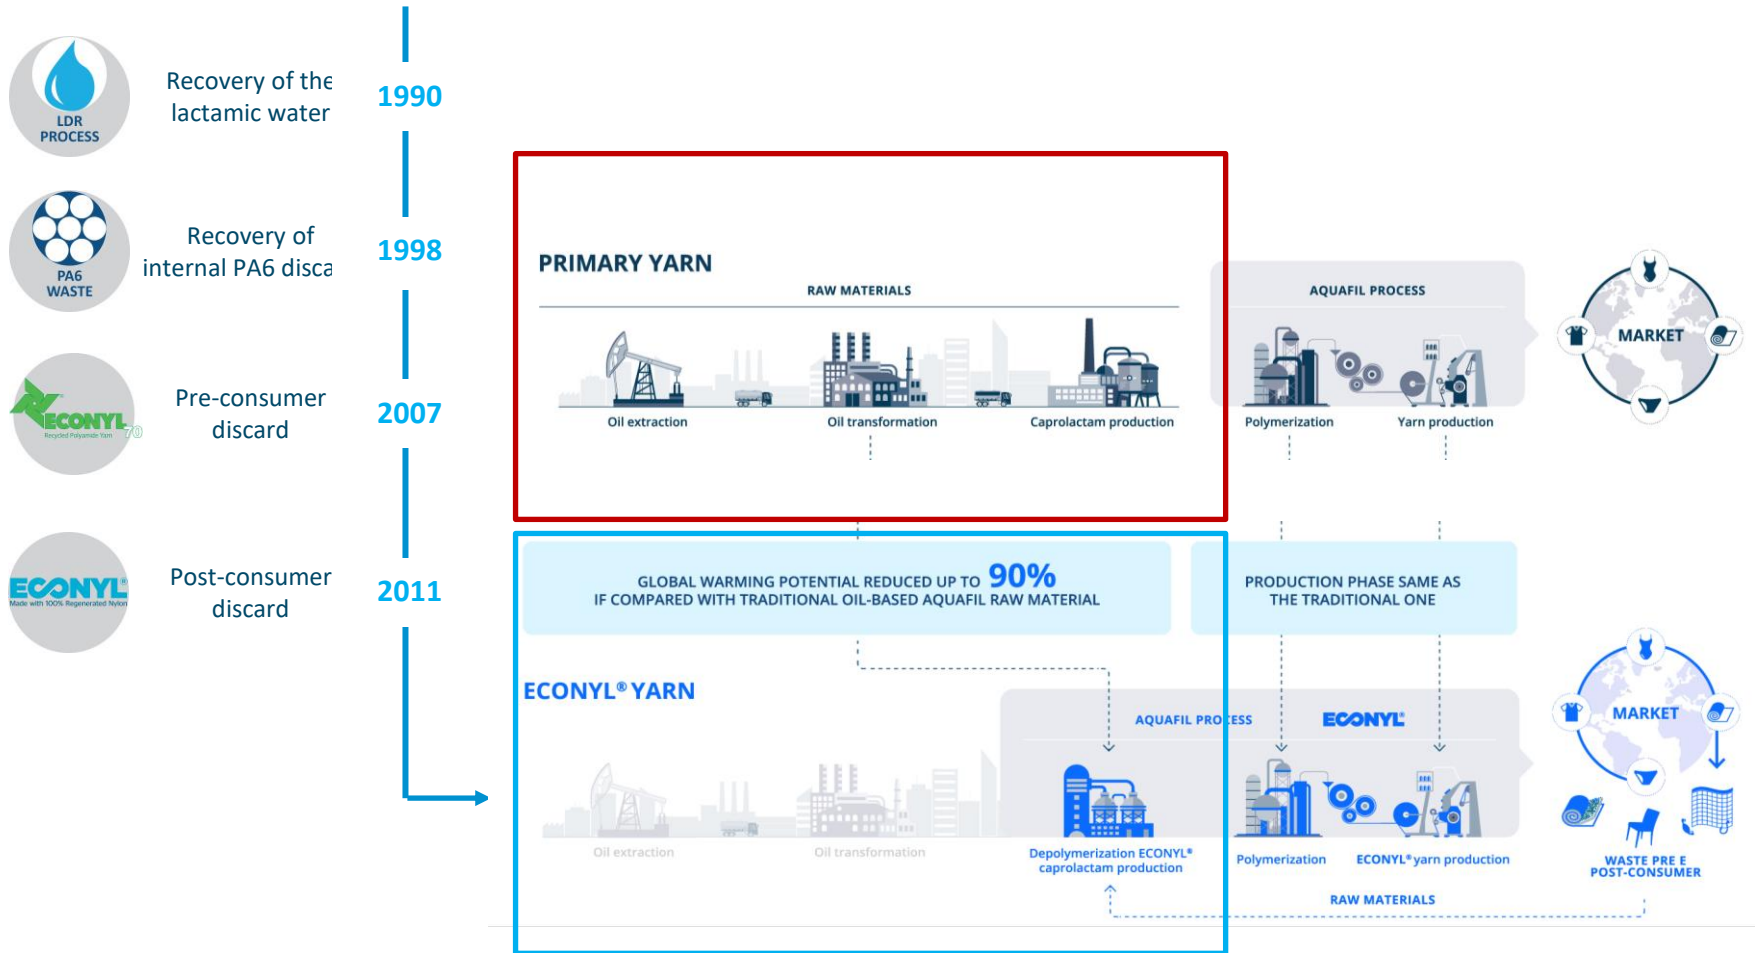 LDR
PROCESS
Recovery of the
lactamic water
1990
PA6
WASTE
Recovery of
internal PA6 disca
1998
ECONYL
70
Recycled Polyamide Yarn
Pre-consumer
discard
2007
ECONYL®
Made with 100% Regenerated Nylon
Post-consumer
discard
2011
PRIMARY YARN
RAW MATERIALS
Oil extraction
Oil transformation
Caprolactam production
AQUAFIL PROCESS
Polymerization
Yarn production
MARKET
GLOBAL WARMING POTENTIAL REDUCED UP TO 90%
IF COMPARED WITH TRADITIONAL OIL-BASED AQUAFIL RAW MATERIAL
PRODUCTION PHASE SAME AS
THE TRADITIONAL ONE
ECONYL® YARN
AQUAFIL PROCESS
ECONYL®
Oil extraction
Oil transformation
Depolymerization ECONYL®
caprolactam production
Polymerization
ECONYL® yarn production
MARKET
WASTE PRE E
POST-CONSUMER
RAW MATERIALS